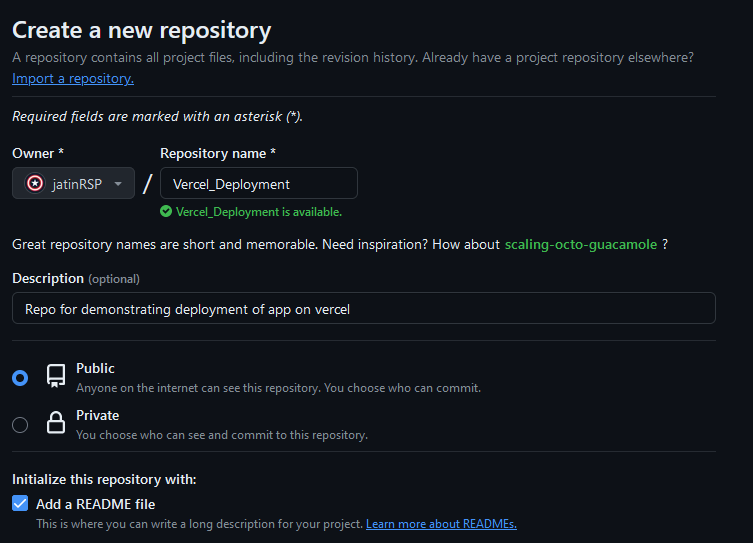 Create a new repository
A repository contains all project files, including the revision history. Already have a project repository elsewhere?
Import a repository.
Required fields are marked with an asterisk (*).
Owner * Repository name *
jatinRSP / Vercel_Deployment
Vercel_Deployment is available.
Great repository names are short and memorable. Need inspiration? How about scaling-octo-guacamole ?
Description (optional)
Repo for demonstrating deployment of app on vercel
Public
Anyone on the internet can see this repository. You choose who can commit.
Private
You choose who can see and commit to this repository.
Initialize this repository with:
Add a README file
This is where you can write a long description for your project. Learn more about READMEs.